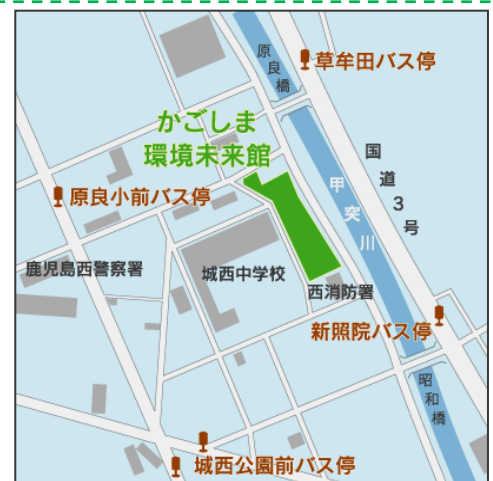 原良橋
草牟田バス停
かごしま
環境未来館
国道3号
甲突川
原良小前バス停
鹿児島西警察署
城西中学校
西消防署
新照院バス停
昭和橋
城西公園前バス停